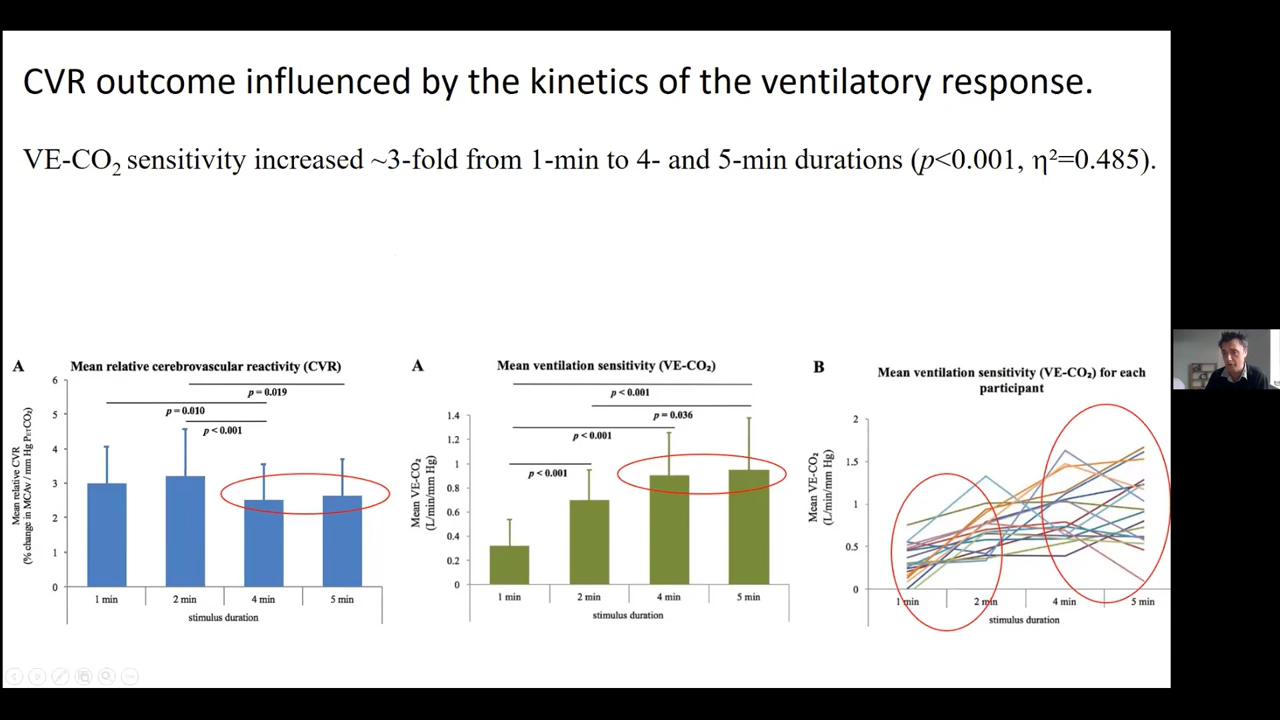 CVR outcome influenced by the kinetics of the ventilatory response.
VE-CO₂ sensitivity increased ~3-fold from 1-min to 4- and 5-min durations (p<0.001, η²=0.485).
A
Mean relative cerebrovascular reactivity (CVR)
p = 0.019
p = 0.010
p < 0.001
Mean relative CVR
(% change in MCAv / mm Hg PETCO₂)
6
5
4
3
2
1
0
1 min
2 min
4 min
5 min
stimulus duration
A
Mean ventilation sensitivity (VE-CO₂)
p < 0.001
p = 0.036
p < 0.001
p < 0.001
Mean VE-CO₂
(L/min/mm Hg)
1.4
1.2
1
0.8
0.6
0.4
0.2
0
1 min
2 min
4 min
5 min
stimulus duration
B
Mean ventilation sensitivity (VE-CO₂) for each
participant
Mean VE-CO₂
(L/min/mm Hg)
2
1.5
1
0.5
0
1 min
2 min
4 min
5 min
stimulus duration